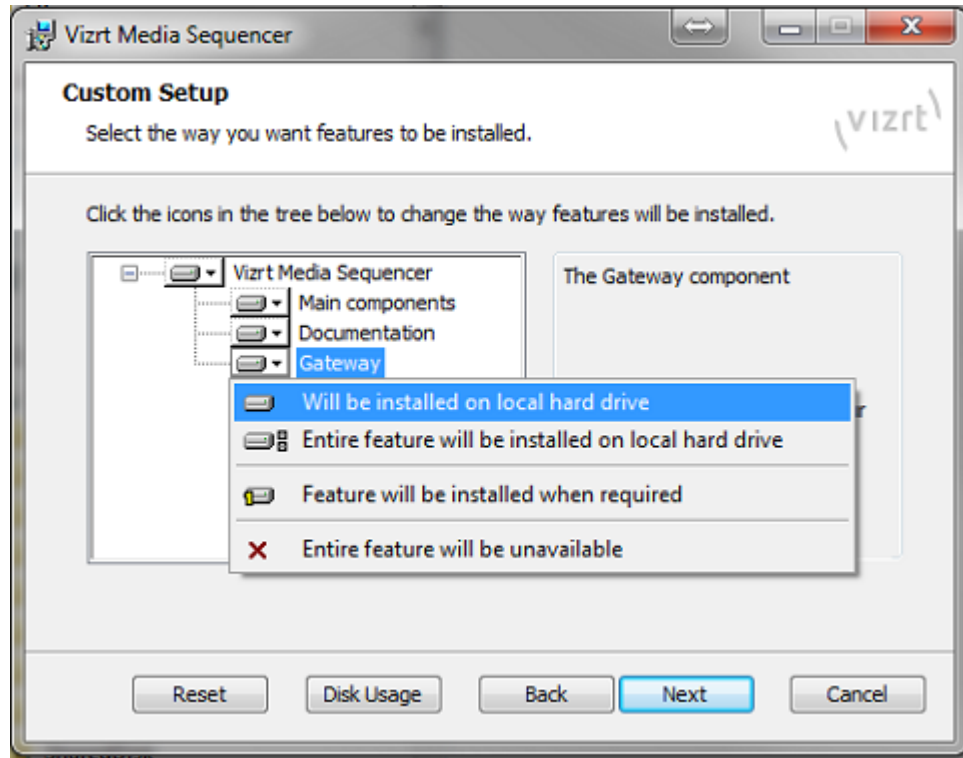 Vizrt Media Sequencer
Custom Setup
Select the way you want features to be installed.
vizrt
Click the icons in the tree below to change the way features will be installed.
Vizrt Media Sequencer
Main components
Documentation
Gateway
The Gateway component
Will be installed on local hard drive
Entire feature will be installed on local hard drive
Feature will be installed when required
Entire feature will be unavailable
Reset
Disk Usage
Back
Next
Cancel